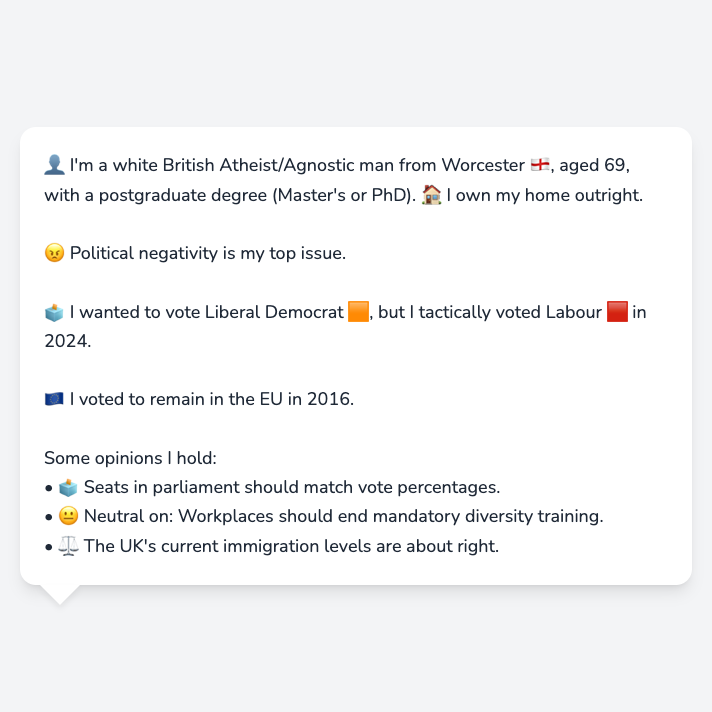 👤 I'm a white British Atheist/Agnostic man from Worcester 🏴󠁧󠁢󠁥󠁮󠁧󠁿, aged 69,
with a postgraduate degree (Master's or PhD). 🏠 I own my home outright.
😠 Political negativity is my top issue.
🗳️ I wanted to vote Liberal Democrat 🟧, but I tactically voted Labour 🟥 in
2024.
🇪🇺 I voted to remain in the EU in 2016.
Some opinions I hold:
• 🗳️ Seats in parliament should match vote percentages.
• 😐 Neutral on: Workplaces should end mandatory diversity training.
• ⚖️ The UK's current immigration levels are about right.